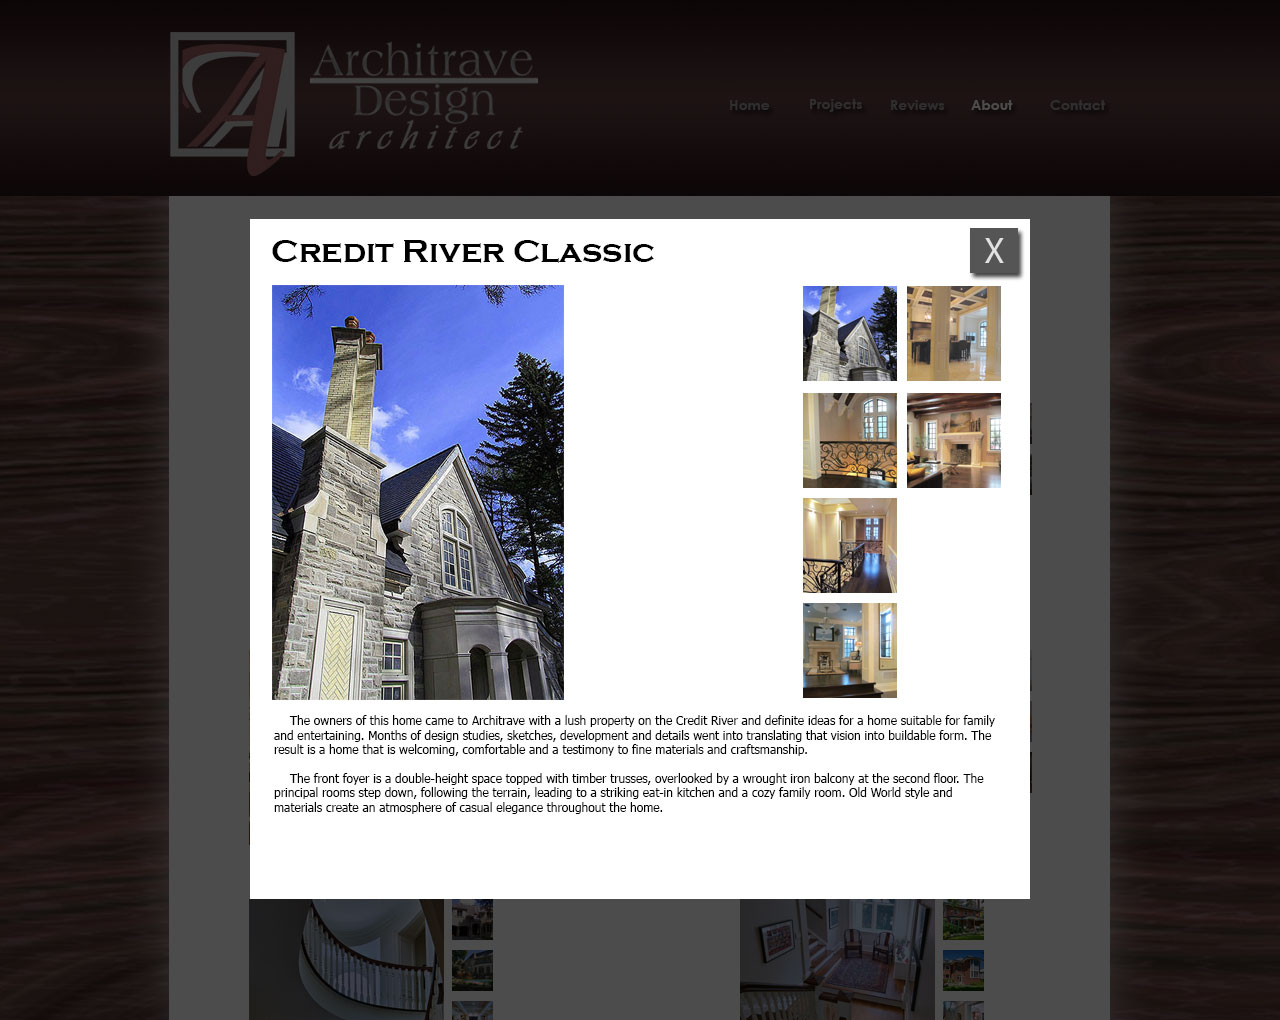 Architrave
Design
architect
Home Projects Reviews About Contact
Credit River Classic
X
The owners of this home came to Architrave with a lush property on the Credit River and definite ideas for a home suitable for family
and entertaining. Months of design studies, sketches, development and details went into translating that vision into buildable form. The
result is a home that is welcoming, comfortable and a testimony to fine materials and craftsmanship.
The front foyer is a double-height space topped with timber trusses, overlooked by a wrought iron balcony at the second floor. The
principal rooms step down, following the terrain, leading to a striking eat-in kitchen and a cozy family room. Old World style and
materials create an atmosphere of casual elegance throughout the home.